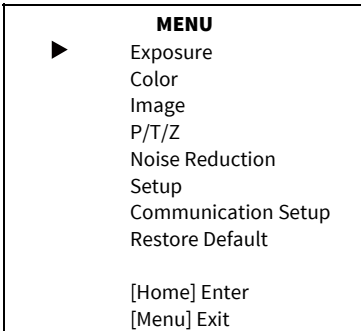 MENU
▶ Exposure
Color
Image
P/T/Z
Noise Reduction
Setup
Communication Setup
Restore Default
[Home] Enter
[Menu] Exit